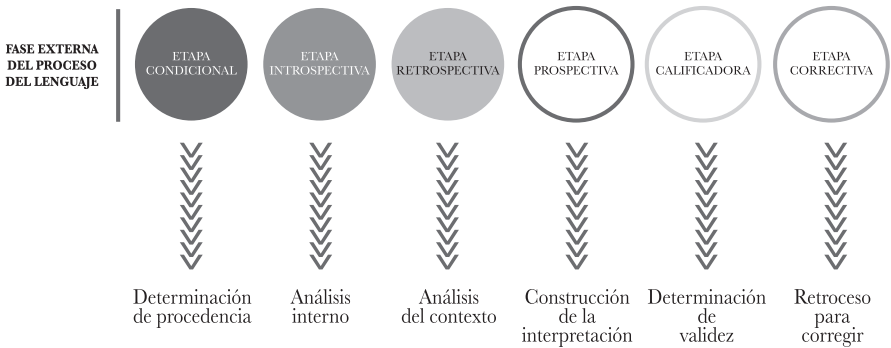 FASE EXTERNA
DEL PROCESO
DEL LENGUAJE
ETAPA
CONDICIONAL
ETAPA
INTROSPECTIVA
ETAPA
RETROSPECTIVA
ETAPA
PROSPECTIVA
ETAPA
CALIFICADORA
ETAPA
CORRECTIVA
Determinación
de procedencia
Análisis
interno
Análisis
del contexto
Construcción
de la
interpretación
Determinación
de
validez
Retroceso
para
corregir